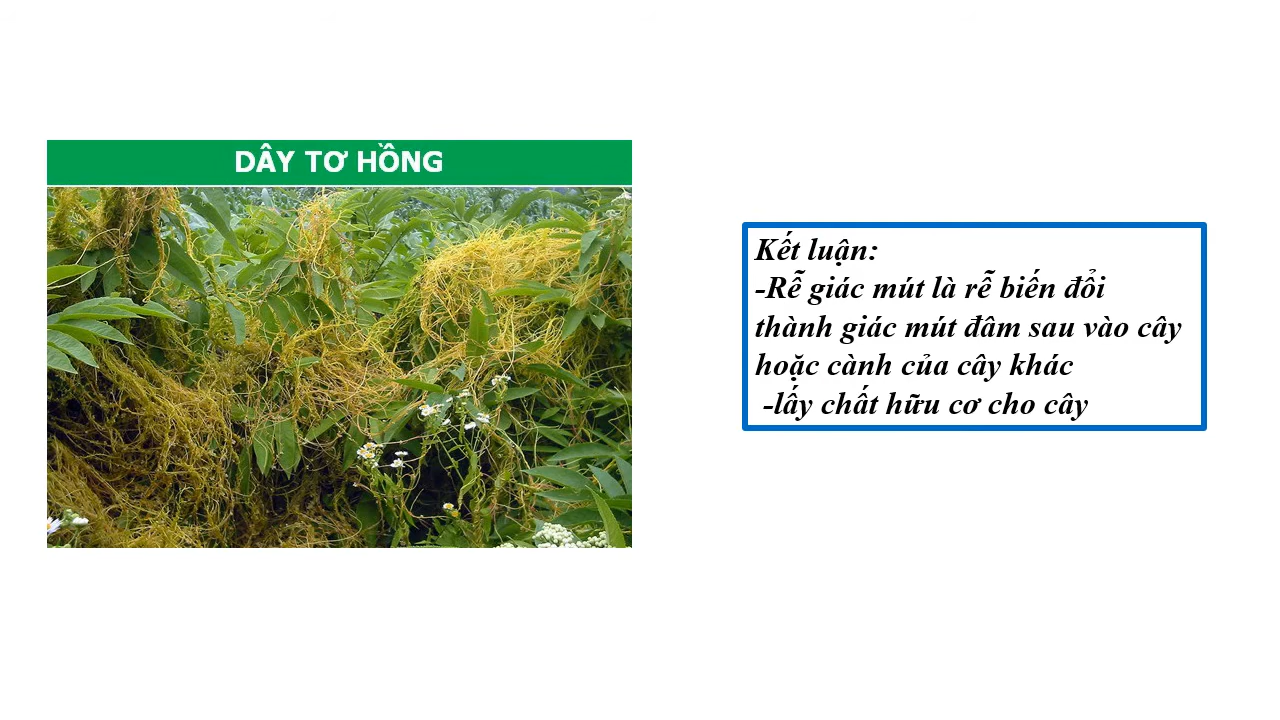 DÂY TƠ HỒNG
Kết luận:
-Rễ giác mút là rễ biến đổi
thành giác mút đâm sau vào cây
hoặc cành của cây khác
-lấy chất hữu cơ cho cây